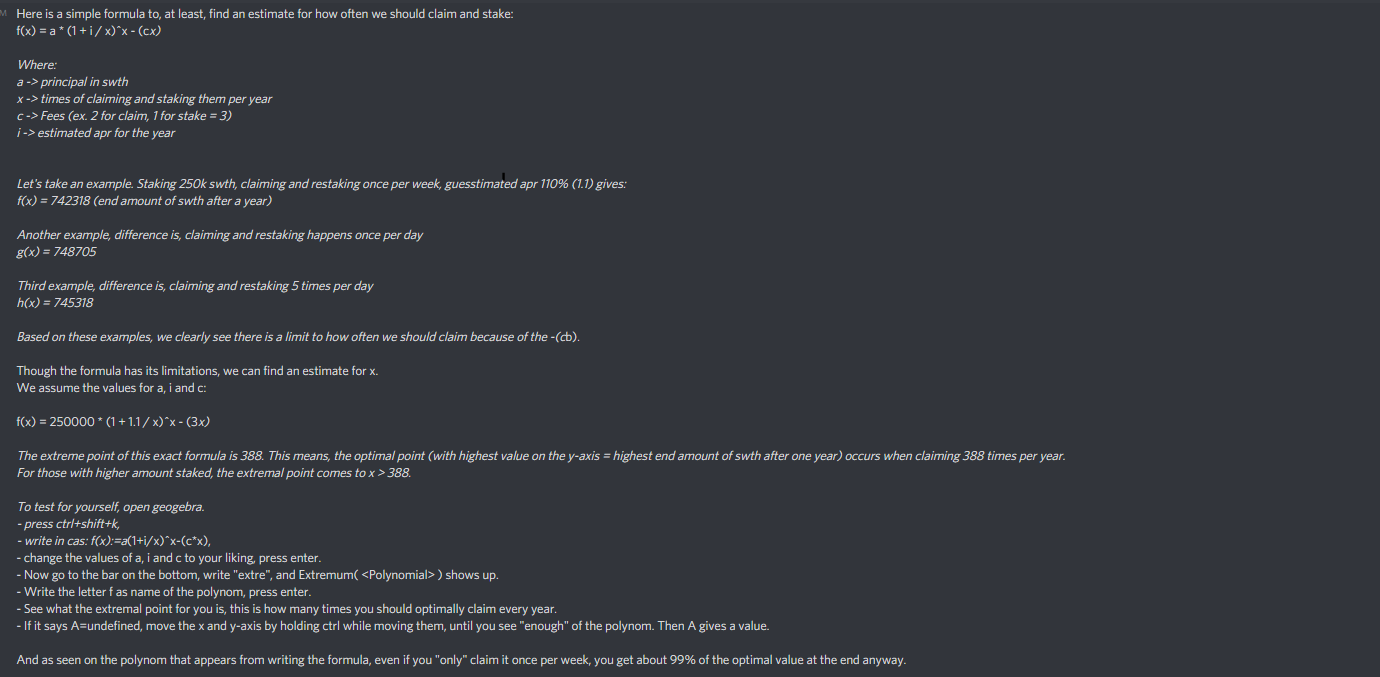 Here is a simple formula to, at least, find an estimate for how often we should claim and stake:
f(x) = a * (1 + i / x)^x - (cx)
Where:
a -> principal in swth
x -> times of claiming and staking them per year
c -> Fees (ex. 2 for claim, 1 for stake = 3)
i -> estimated apr for the year
Let's take an example. Staking 250k swth, claiming and restaking once per week, guesstimated apr 110% (1.1) gives:
f(x) = 742318 (end amount of swth after a year)
Another example, difference is, claiming and restaking happens once per day
g(x) = 748705
Third example, difference is, claiming and restaking 5 times per day
h(x) = 745318
Based on these examples, we clearly see there is a limit to how often we should claim because of the -(cb).
Though the formula has its limitations, we can find an estimate for x.
We assume the values for a, i and c:
f(x) = 250000 * (1 + 1.1 / x)^x - (3x)
The extreme point of this exact formula is 388. This means, the optimal point (with highest value on the y-axis = highest end amount of swth after one year) occurs when claiming 388 times per year.
For those with higher amount staked, the extremal point comes to x > 388.
To test for yourself, open geogebra.
- press ctrl+shift+k,
- write in cas: f(x):=a(1+i/x)^x-(c*x),
- change the values of a, i and c to your liking, press enter.
- Now go to the bar on the bottom, write "extre", and Extremum( <Polynomial> ) shows up.
- Write the letter f as name of the polynom, press enter.
- See what the extremal point for you is, this is how many times you should optimally claim every year.
- If it says A=undefined, move the x and y-axis by holding ctrl while moving them, until you see "enough" of the polynom. Then A gives a value.
And as seen on the polynom that appears from writing the formula, even if you "only" claim it once per week, you get about 99% of the optimal value at the end anyway.